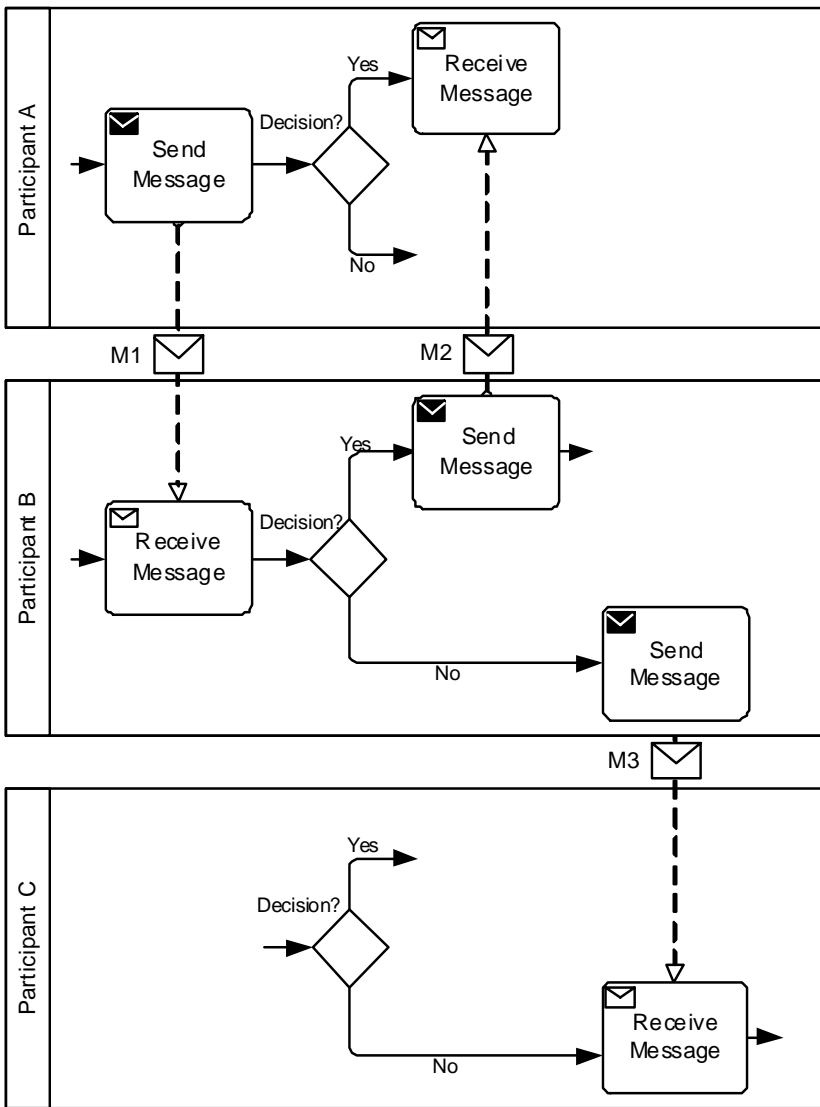 Participant A
Send
Message
Decision?
Yes
No
Receive
Message
M1
M2
Participant B
Receive
Message
Decision?
Yes
No
Send
Message
Send
Message
M3
Participant C
Decision?
Yes
No
Receive
Message